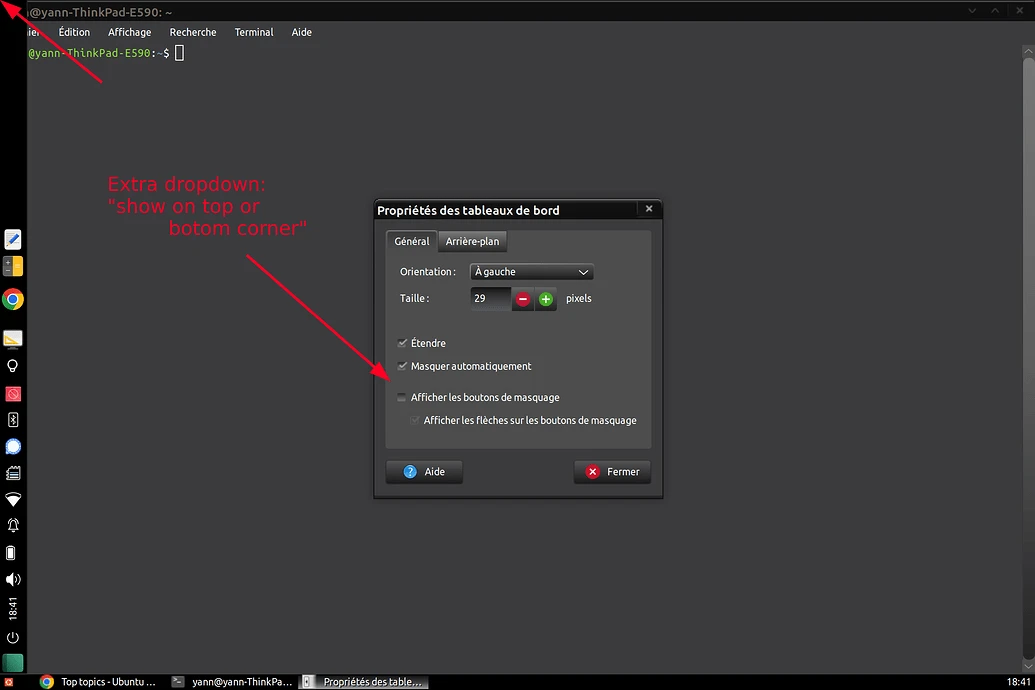 n@yann-ThinkPad-E590: ~
ier Édition Affichage Recherche Terminal Aide
@yann-ThinkPad-E590:~$
Extra dropdown:
"show on top or
botom corner"
Propriétés des tableaux de bord
Général Arrière-plan
Orientation : À gauche
Taille : 29 pixels
Étendre
Masquer automatiquement
Afficher les boutons de masquage
Afficher les flèches sur les boutons de masquage
Aide Fermer
18:41
Top topics - Ubuntu ... yann@yann-ThinkPa... Propriétés des table... 18:41